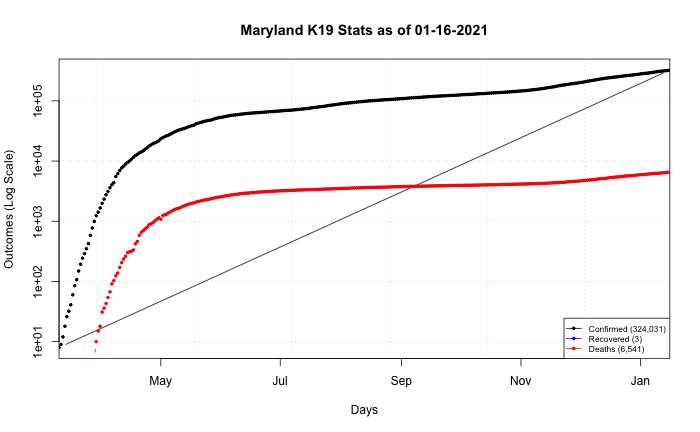 Maryland K19 Stats as of 01-16-2021
Outcomes (Log Scale)
1e+05
1e+04
1e+03
1e+02
1e+01
Confirmed (324,031)
Recovered (3)
Deaths (6,541)
May
Jul
Sep
Nov
Jan
Days